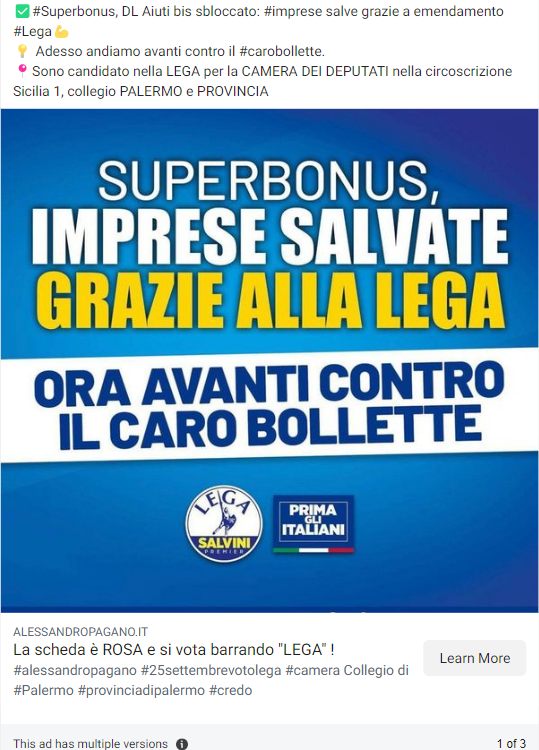 ✅ #Superbonus, DL Aiuti bis sbloccato: #imprese salve grazie a emendamento
#Lega💪
💡 Adesso andiamo avanti contro il #carobollette.
📍Sono candidato nella LEGA per la CAMERA DEI DEPUTATI nella circoscrizione
Sicilia 1, collegio PALERMO e PROVINCIA
SUPERBONUS,
IMPRESE SALVATE
GRAZIE ALLA LEGA
ORA AVANTI CONTRO
IL CARO BOLLETTE
LEGA
SALVINI
PREMIER
PRIMA
GLI
ITALIANI
ALESSANDROPAGANO.IT
La scheda è ROSA e si vota barrando "LEGA" !
#alessandropagano #25settembrevotolega #camera Collegio di
#Palermo #provinciadipalermo #credo
Learn More
This ad has multiple versions
1 of 3